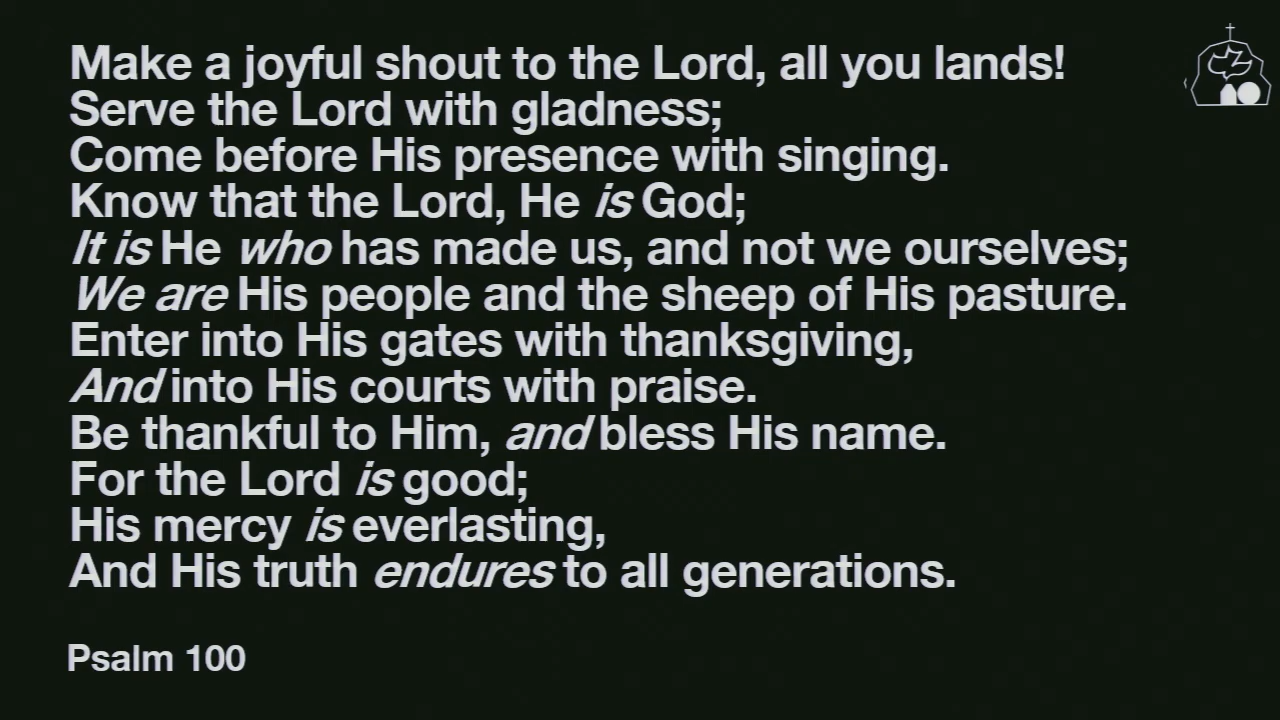 Make a joyful shout to the Lord, all you lands!
Serve the Lord with gladness;
Come before His presence with singing.
Know that the Lord, He is God;
It is He who has made us, and not we ourselves;
We are His people and the sheep of His pasture.
Enter into His gates with thanksgiving,
And into His courts with praise.
Be thankful to Him, and bless His name.
For the Lord is good;
His mercy is everlasting,
And His truth endures to all generations.
Psalm 100